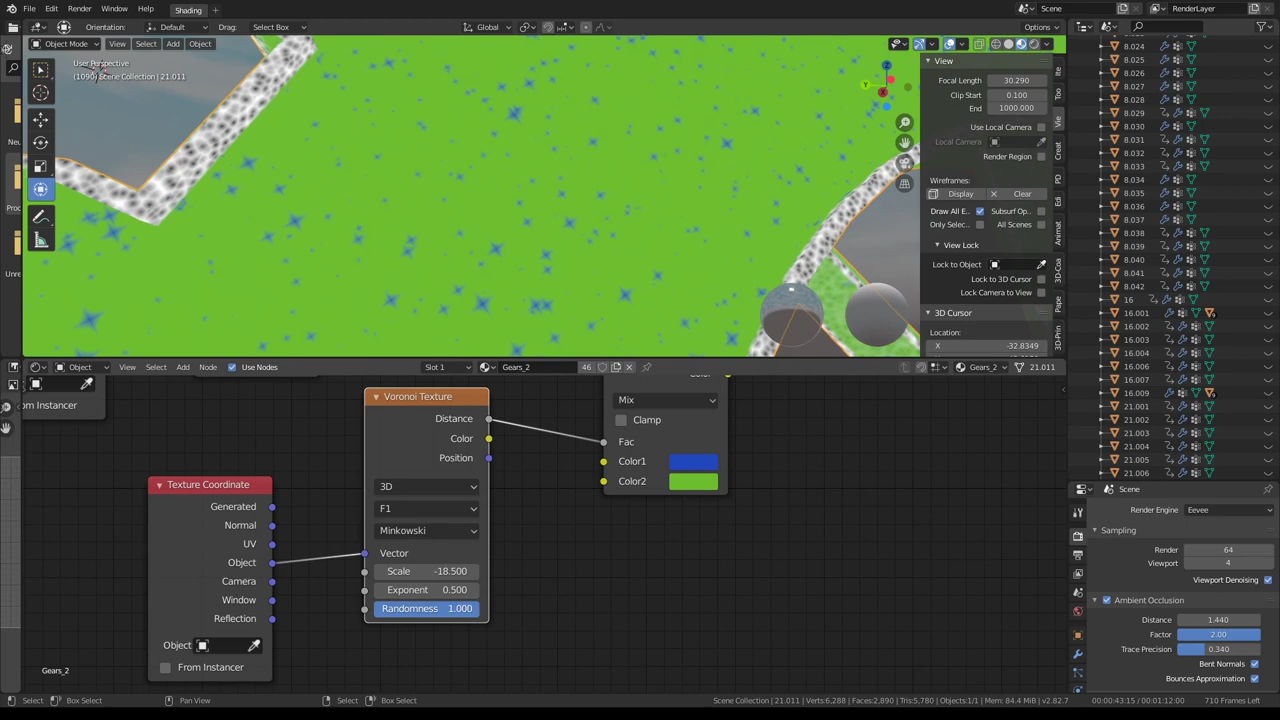 File Edit Render Window Help Shading + Scene RenderLayer
Orientation: Default Drag: Select Box Global Options
Object Mode View Select Add Object
User Perspective
(1090) Scene Collection | 21.011
View
Focal Length 30.290
Clip Start 0.100
End 1000.000
Use Local Camera
Local Camera
Render Region
Wireframes:
Display Clear
Draw All E.. Subsurf Op..
Only Selec.. All Scenes
View Lock
Lock to Object
Lock to 3D Cursor
Lock Camera to View
3D Cursor
Location:
X -32.8349
Ite
Too
Vie
Creat
PD
Edi
Animat
3D-Coa
Pape
3D-Prin
8.024
8.025
8.026
8.027
8.028
8.029
8.030
8.031
8.032
8.033
8.034
8.035
8.036
8.037
8.038
8.039
8.040
8.041
8.042
16
16.001
16.002
16.003
16.004
16.006
16.007
16.009
21.001
21.002
21.003
21.004
21.005
21.006
Object View Select Add Node Use Nodes Slot 1 Gears_2 46 Gears_2 21.011
om Instancer
Voronoi Texture
Distance
Color
Position
3D
F1
Minkowski
Vector
Scale -18.500
Exponent 0.500
Randomness 1.000
Mix
Clamp
Fac
Color1
Color2
Texture Coordinate
Generated
Normal
UV
Object
Camera
Window
Reflection
Object
From Instancer
Gears_2
Scene
Render Engine Eevee
Sampling
Render 64
Viewport 4
Viewport Denoising
Ambient Occlusion
Distance 1.440
Factor 2.00
Trace Precision 0.340
Bent Normals
Bounces Approximation
Select Box Select Pan View Select Box Select Scene Collection | 21.011 | Verts:6,288 | Faces:2,890 | Tris:5,780 | Objects:1/1 | Mem: 84.4 MiB | v2.82.7 00:00:43:15 / 00:01:12:00 710 Frames Left